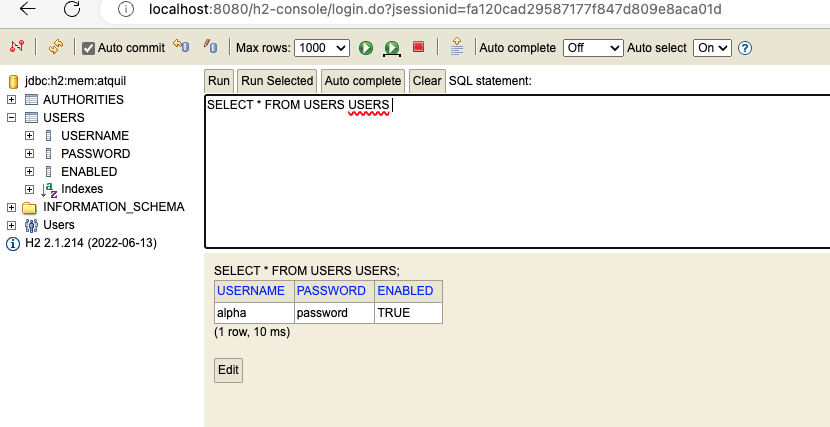 localhost:8080/h2-console/login.do?jsessionid=fa120cad29587177f847d809e8aca01d
Auto commit Max rows: 1000 Auto complete Off Auto select On
jdbc:h2:mem:atquil
AUTHORITIES
USERS
USERNAME
PASSWORD
ENABLED
Indexes
INFORMATION_SCHEMA
Users
H2 2.1.214 (2022-06-13)
Run Run Selected Auto complete Clear SQL statement:
SELECT * FROM USERS USERS
SELECT * FROM USERS USERS;
USERNAME PASSWORD ENABLED
alpha password TRUE
(1 row, 10 ms)
Edit